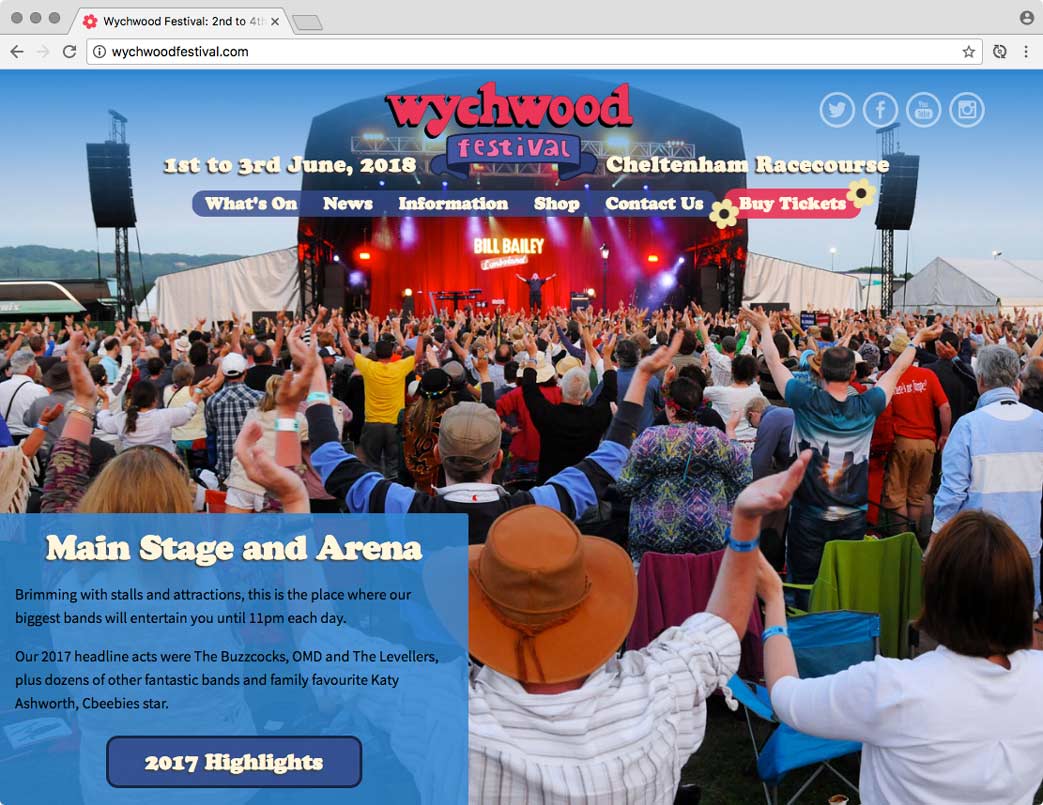 Wychwood Festival: 2nd to 4th
wychwoodfestival.com
wychwood
festival
You
Tube
1st to 3rd June, 2018
Cheltenham Racecourse
What's On News Information Shop Contact Us Buy Tickets
BILL BAILEY
Limboland
Main Stage and Arena
Brimming with stalls and attractions, this is the place where our
biggest bands will entertain you until 11pm each day.
Our 2017 headline acts were The Buzzcocks, OMD and The Levellers,
plus dozens of other fantastic bands and family favourite Katy
Ashworth, Cbeebies star.
2017 Highlights